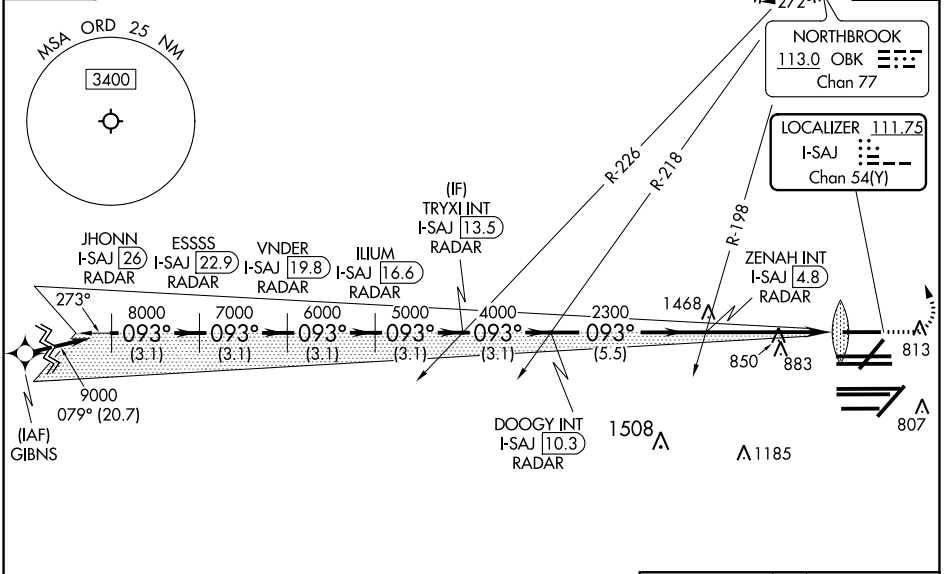 MSA ORD 25 NM
3400
272°
NORTHBROOK
113.0 OBK
Chan 77
LOCALIZER 111.75
I-SAJ
Chan 54(Y)
R-226
R-218
R-198
(IF)
TRYXI INT
I-SAJ 13.5
RADAR
JHONN
I-SAJ 26
RADAR
ESSSS
I-SAJ 22.9
RADAR
VNDER
I-SAJ 19.8
RADAR
ILIUM
I-SAJ 16.6
RADAR
ZENAH INT
I-SAJ 4.8
RADAR
273°
8000
093°
(3.1)
7000
093°
(3.1)
6000
093°
(3.1)
5000
093°
(3.1)
4000
093°
(3.1)
2300
093°
(5.5)
1468
850
883
813
807
9000
079° (20.7)
(IAF)
GIBNS
DOOGY INT
I-SAJ 10.3
RADAR
1508
1185